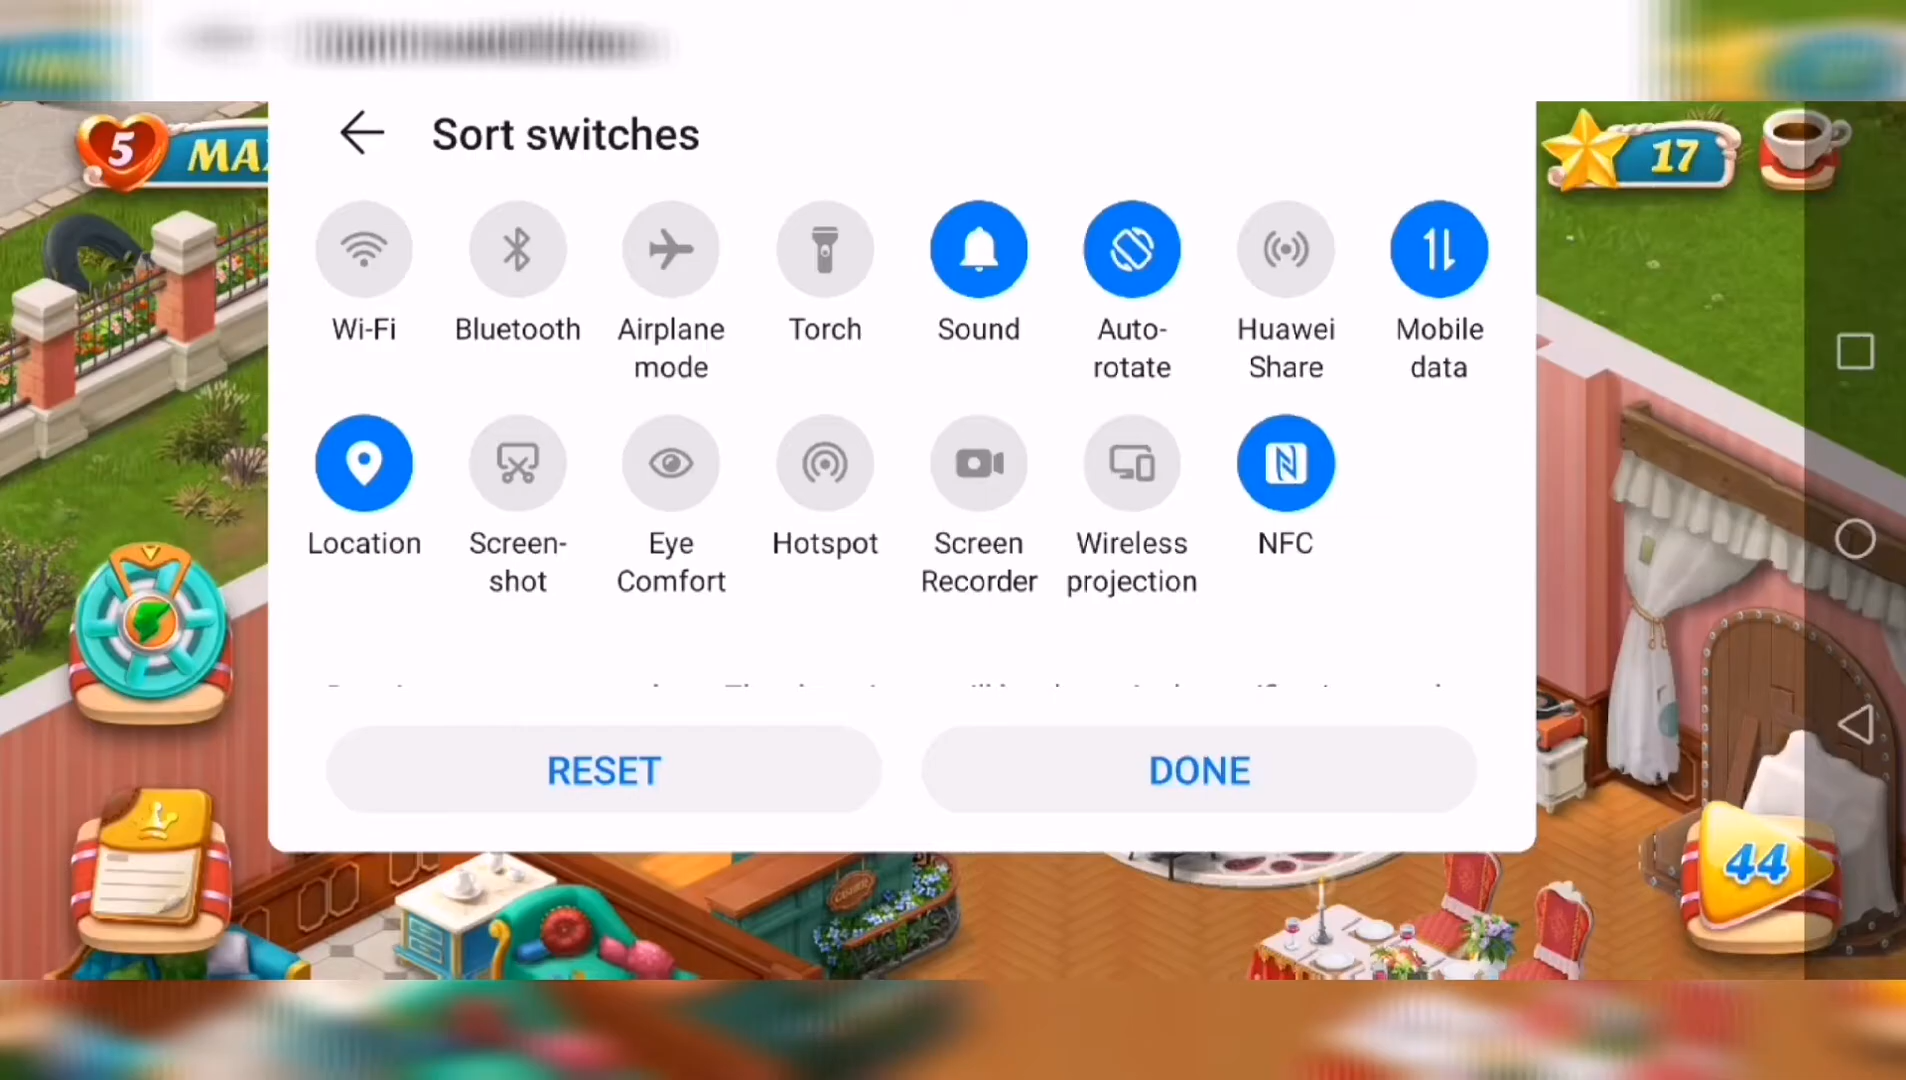 Sort switches
5 MAX
17
Wi-Fi Bluetooth Airplane mode Torch Sound Auto-rotate Huawei Share Mobile data
Location Screen-shot Eye Comfort Hotspot Screen Recorder Wireless projection NFC
RESET DONE
44